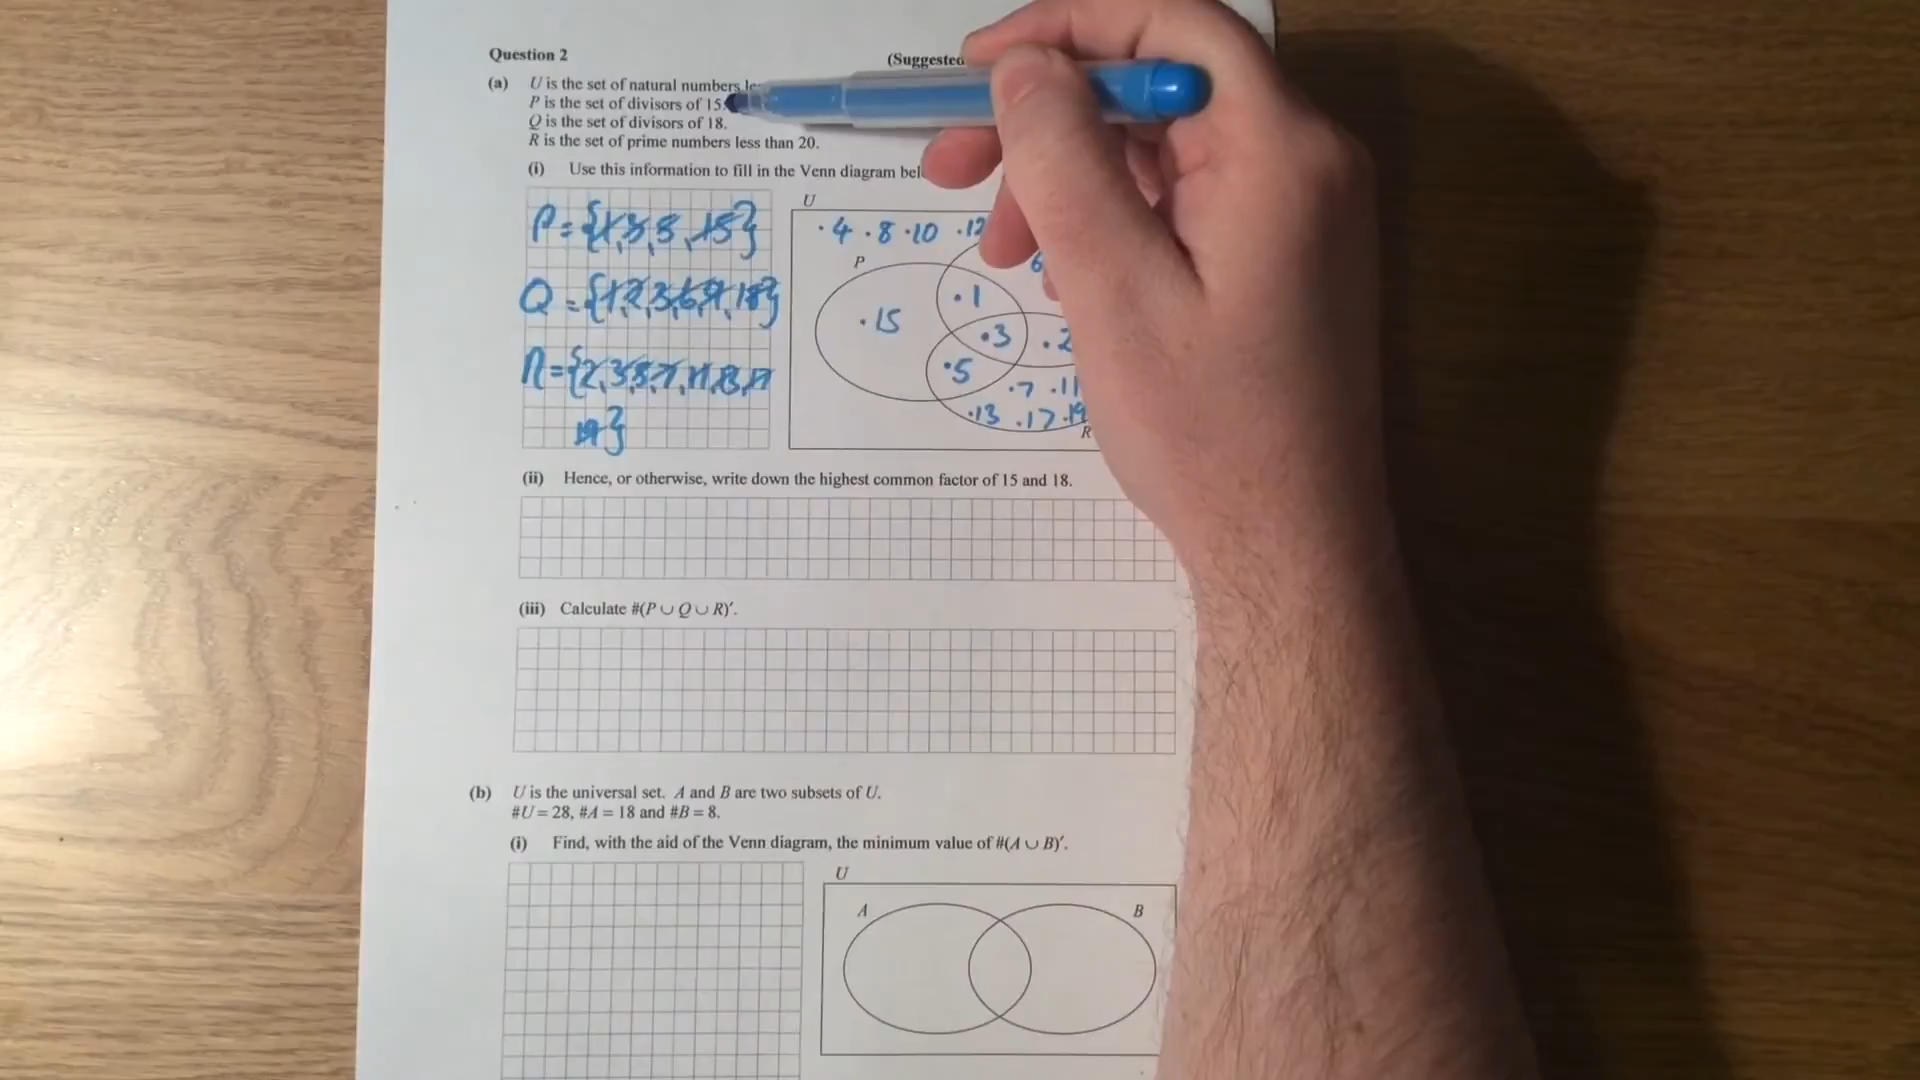 Question 2
(Suggested
(a) U is the set of natural numbers
P is the set of divisors of 15.
Q is the set of divisors of 18.
R is the set of prime numbers less than 20.
(i) Use this information to fill in the Venn diagram
P = {1, 3, 5, 15}
Q = {1, 2, 3, 6, 9, 18}
R = {2, 3, 5, 7, 11, 13, 17
19}
U
·4 ·8 ·10 ·12
P
6
·1
·15
·3 ·2
·5
·7 ·11
·13 ·17 ·19
R
(ii) Hence, or otherwise, write down the highest common factor of 15 and 18.
(iii) Calculate #(P ∪ Q ∪ R)′.
(b) U is the universal set. A and B are two subsets of U.
#U = 28, #A = 18 and #B = 8.
(i) Find, with the aid of the Venn diagram, the minimum value of #(A ∪ B)′.
U
A B